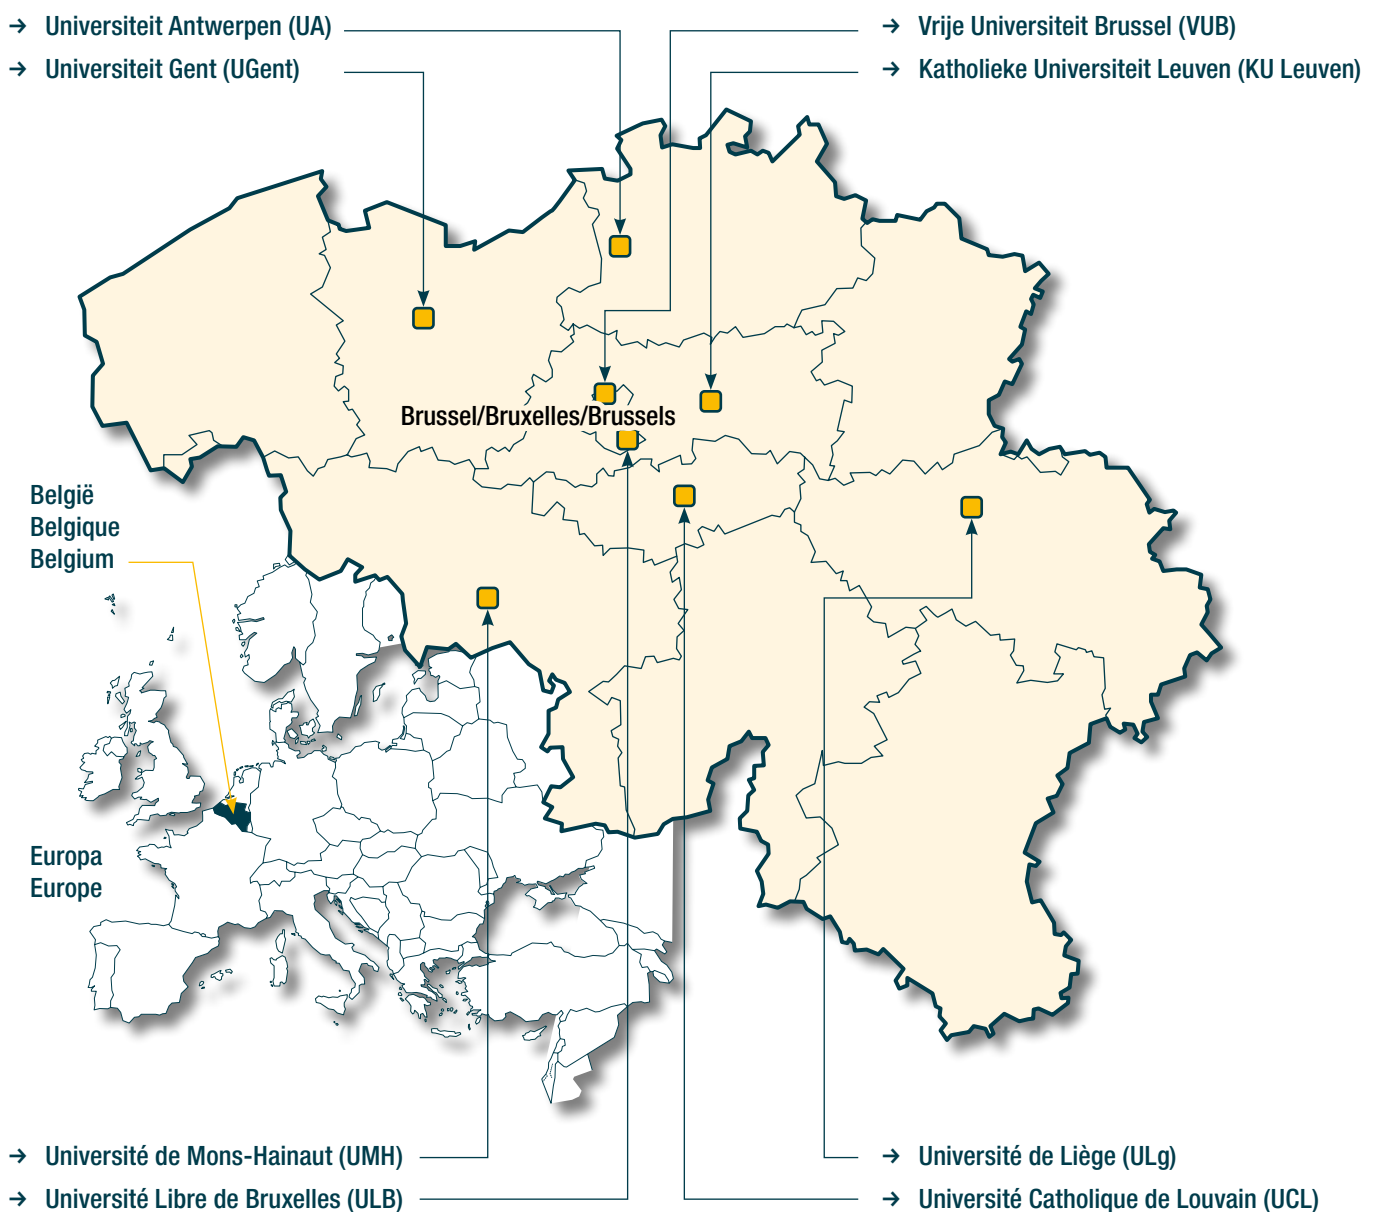 → Universiteit Antwerpen (UA)
→ Universiteit Gent (UGent)
→ Vrije Universiteit Brussel (VUB)
→ Katholieke Universiteit Leuven (KU Leuven)
Brussel/Bruxelles/Brussels
België
Belgique
Belgium
Europa
Europe
→ Université de Mons-Hainaut (UMH)
→ Université Libre de Bruxelles (ULB)
→ Université de Liège (ULg)
→ Université Catholique de Louvain (UCL)